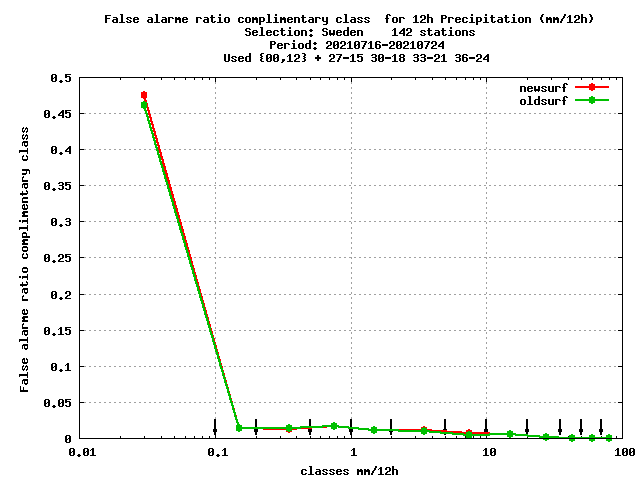 False alarme ratio complimentary class  for 12h Precipitation (mm/12h)
Selection: Sweden    142 stations
Period: 20210716-20210724
Used {00,12} + 27-15 30-18 33-21 36-24
newsurf
oldsurf
False alarme ratio complimentary class
0.5
0.45
0.4
0.35
0.3
0.25
0.2
0.15
0.1
0.05
0
0.01
0.1
1
10
100
classes mm/12h